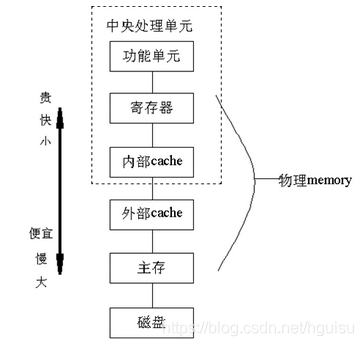 中央处理单元
功能单元
贵
快
小
寄存器
内部cache
物理memory
外部cache
便宜
慢
大
主存
磁盘
https://blog.csdn.net/hguisu